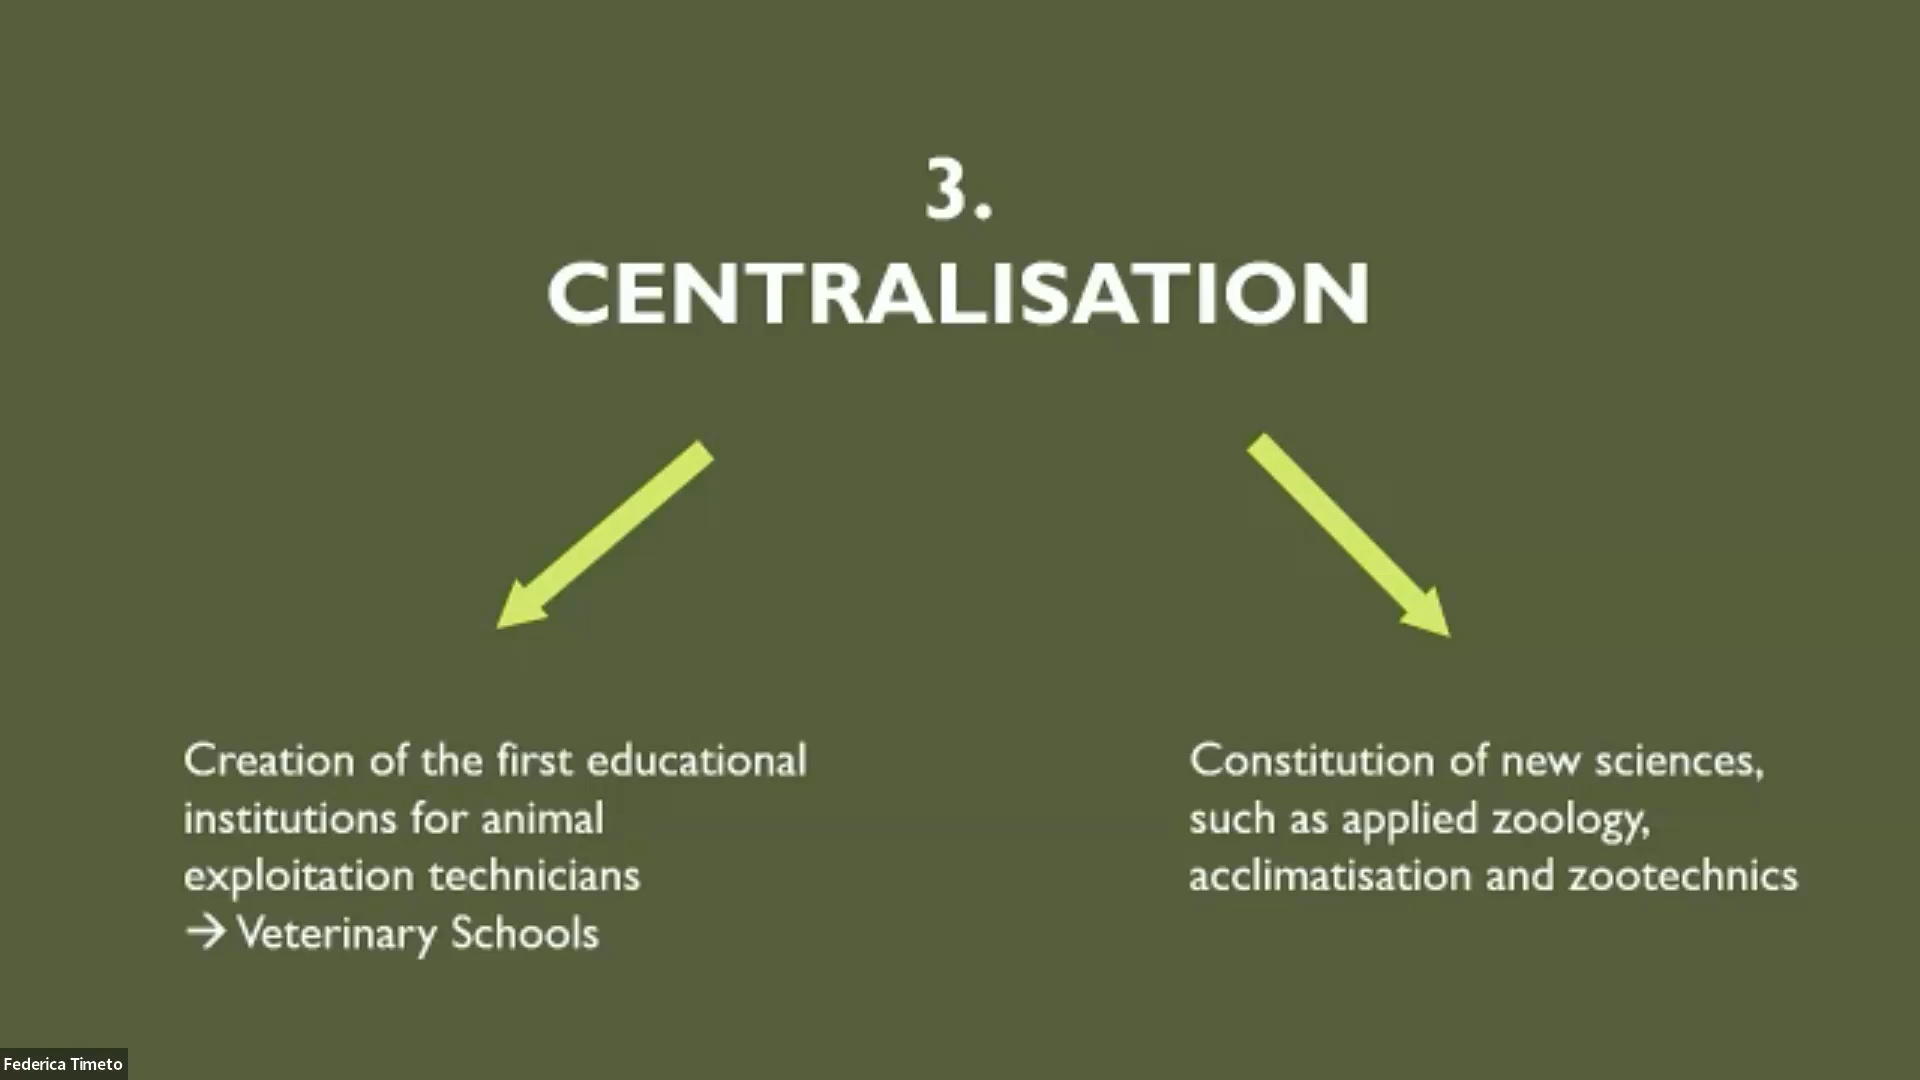 3.
CENTRALISATION
Creation of the first educational
institutions for animal
exploitation technicians
→ Veterinary Schools
Constitution of new sciences,
such as applied zoology,
acclimatisation and zootechnics
Federica Timeto